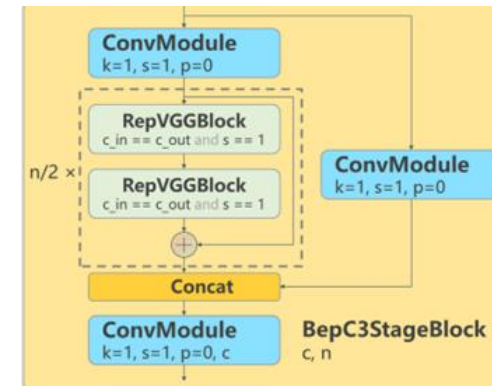 ConvModule
k=1, s=1, p=0
RepVGGBlock
c_in == c_out and s == 1
n/2 ×
RepVGGBlock
c_in == c_out and s == 1
ConvModule
k=1, s=1, p=0
Concat
ConvModule
k=1, s=1, p=0, c
BepC3StageBlock
c, n